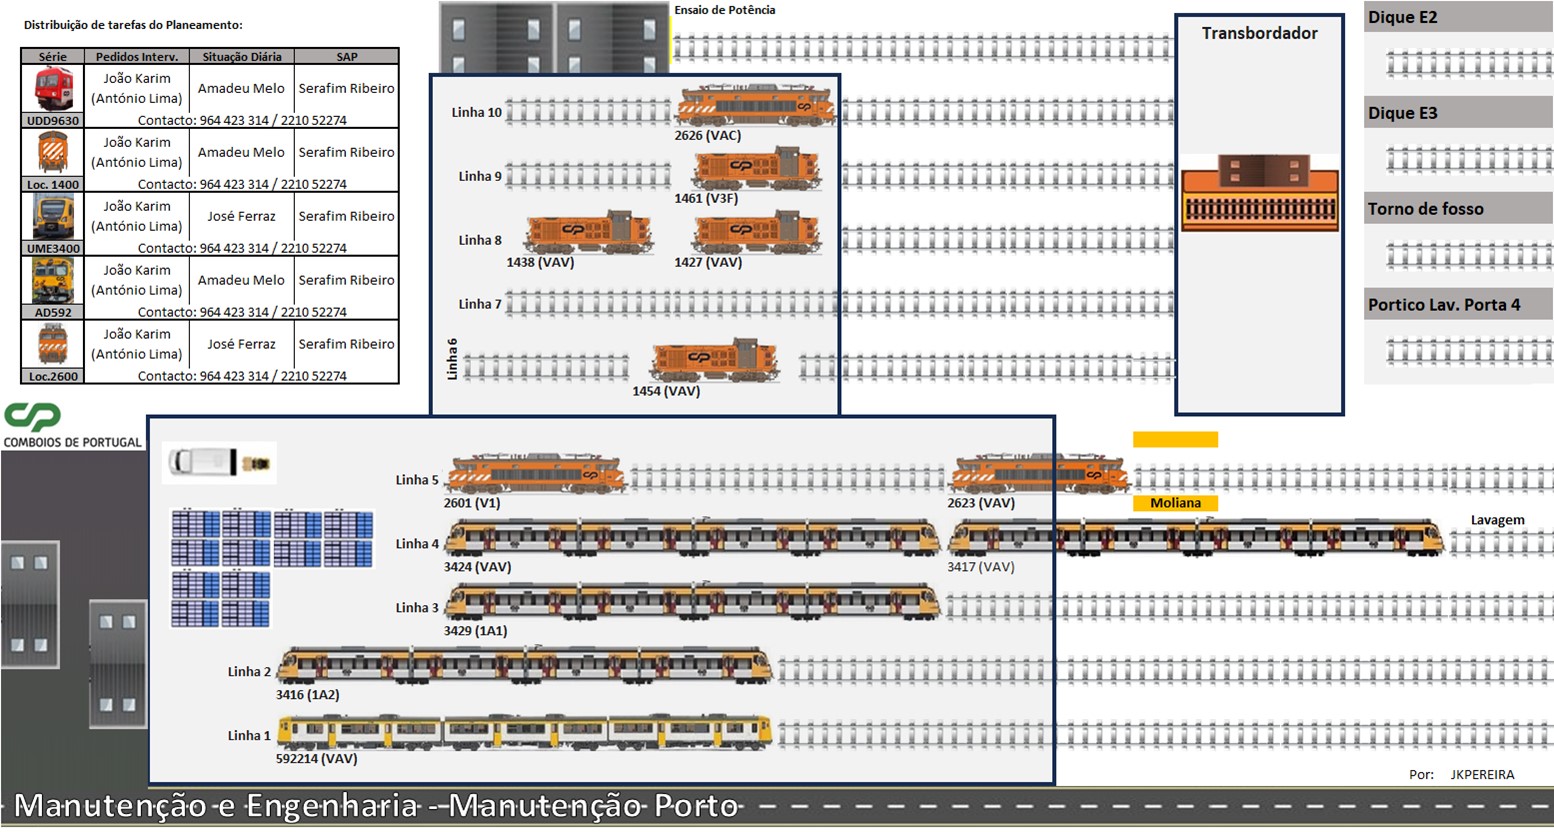 Distribuição de tarefas do Planeamento:
Série Pedidos Interv. Situação Diária SAP
João Karim
(António Lima) Amadeu Melo Serafim Ribeiro
UDD9630 Contacto: 964 423 314 / 2210 52274
João Karim
(António Lima) Amadeu Melo Serafim Ribeiro
Loc. 1400 Contacto: 964 423 314 / 2210 52274
João Karim
(António Lima) José Ferraz Serafim Ribeiro
UME3400 Contacto: 964 423 314 / 2210 52274
João Karim
(António Lima) Amadeu Melo Serafim Ribeiro
AD592 Contacto: 964 423 314 / 2210 52274
João Karim
(António Lima) José Ferraz Serafim Ribeiro
Loc.2600 Contacto: 964 423 314 / 2210 52274
CP
COMBOIOS DE PORTUGAL
Ensaio de Potência
Linha 10
2626 (VAC)
Linha 9
1461 (V3F)
Linha 8
1438 (VAV) 1427 (VAV)
Linha 7
Linha 6
1454 (VAV)
Transbordador
Dique E2
Dique E3
Torno de fosso
Portico Lav. Porta 4
Linha 5
2601 (V1) 2623 (VAV)
Moliana
Lavagem
Linha 4
3424 (VAV) 3417 (VAV)
Linha 3
3429 (1A1)
Linha 2
3416 (1A2)
Linha 1
592214 (VAV)
Por: JKPEREIRA
Manutenção e Engenharia - Manutenção Porto